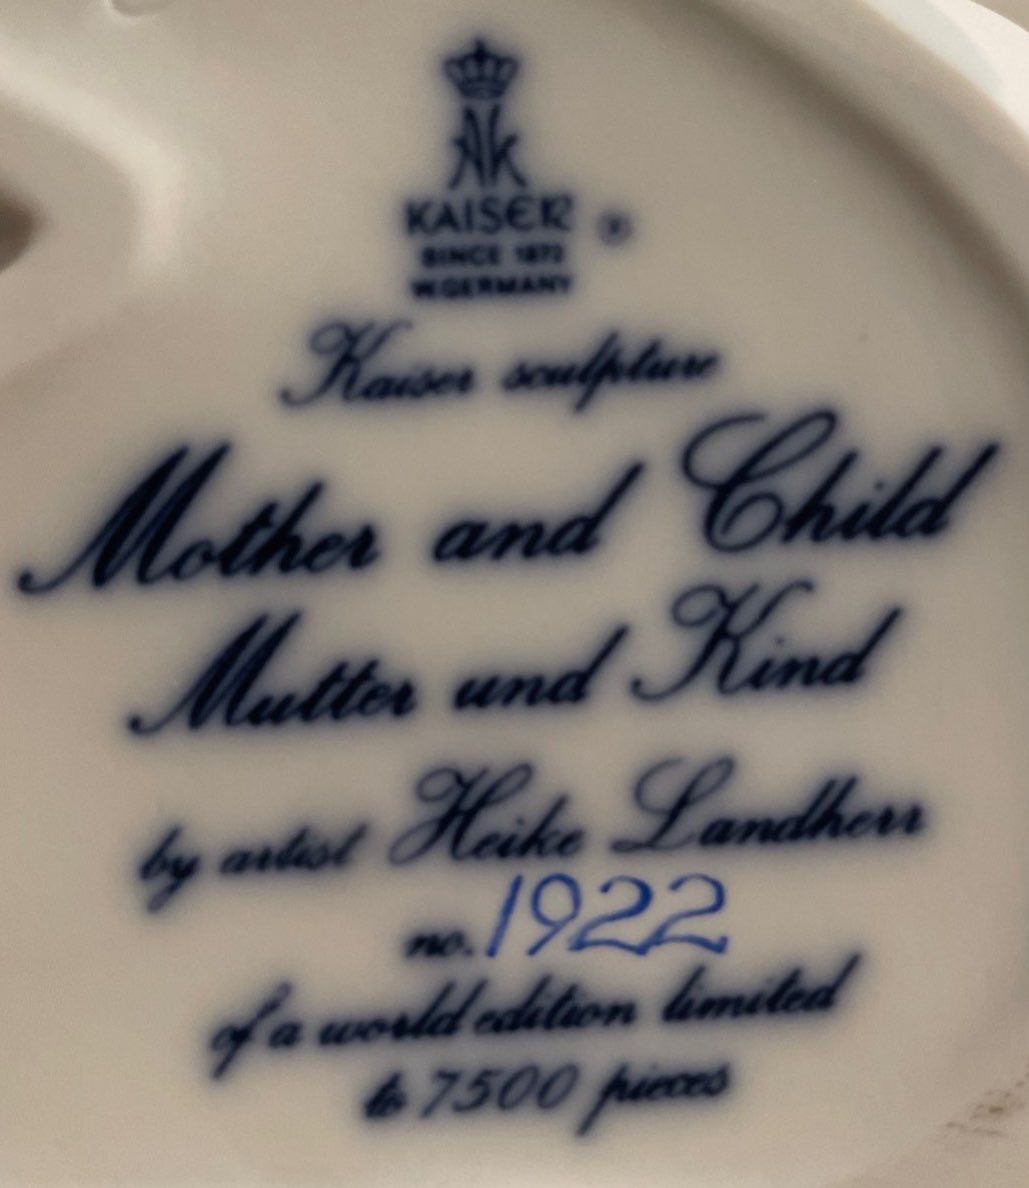 AK
KAISER ®
SINCE 1872
W.GERMANY
Kaiser sculpture
Mother and Child
Mutter und Kind
by artist Heike Landherr
no. 1922
of a world edition limited
to 7500 pieces